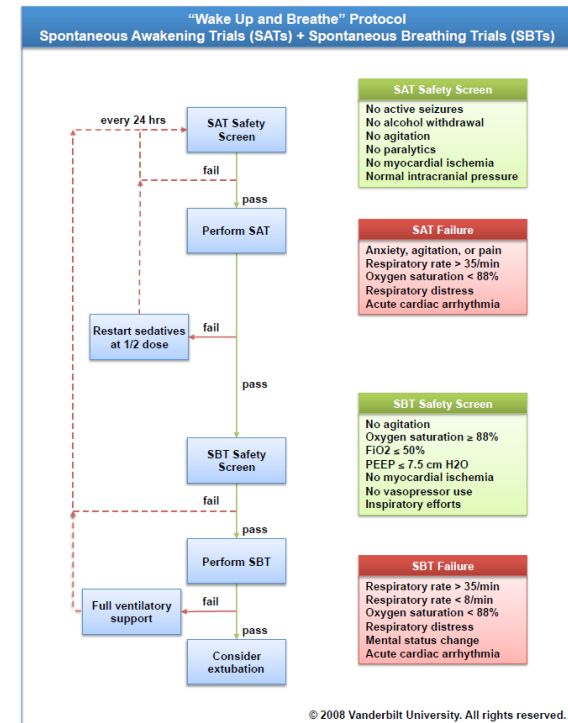 “Wake Up and Breathe” Protocol
Spontaneous Awakening Trials (SATs) + Spontaneous Breathing Trials (SBTs)
every 24 hrs
SAT Safety
Screen
fail
pass
Perform SAT
Restart sedatives
at 1/2 dose
fail
pass
SBT Safety
Screen
fail
pass
Perform SBT
Full ventilatory
support
fail
pass
Consider
extubation
SAT Safety Screen
No active seizures
No alcohol withdrawal
No agitation
No paralytics
No myocardial ischemia
Normal intracranial pressure
SAT Failure
Anxiety, agitation, or pain
Respiratory rate > 35/min
Oxygen saturation < 88%
Respiratory distress
Acute cardiac arrhythmia
SBT Safety Screen
No agitation
Oxygen saturation ≥ 88%
FiO2 ≤ 50%
PEEP ≤ 7.5 cm H2O
No myocardial ischemia
No vasopressor use
Inspiratory efforts
SBT Failure
Respiratory rate > 35/min
Respiratory rate < 8/min
Oxygen saturation < 88%
Respiratory distress
Mental status change
Acute cardiac arrhythmia
© 2008 Vanderbilt University. All rights reserved.